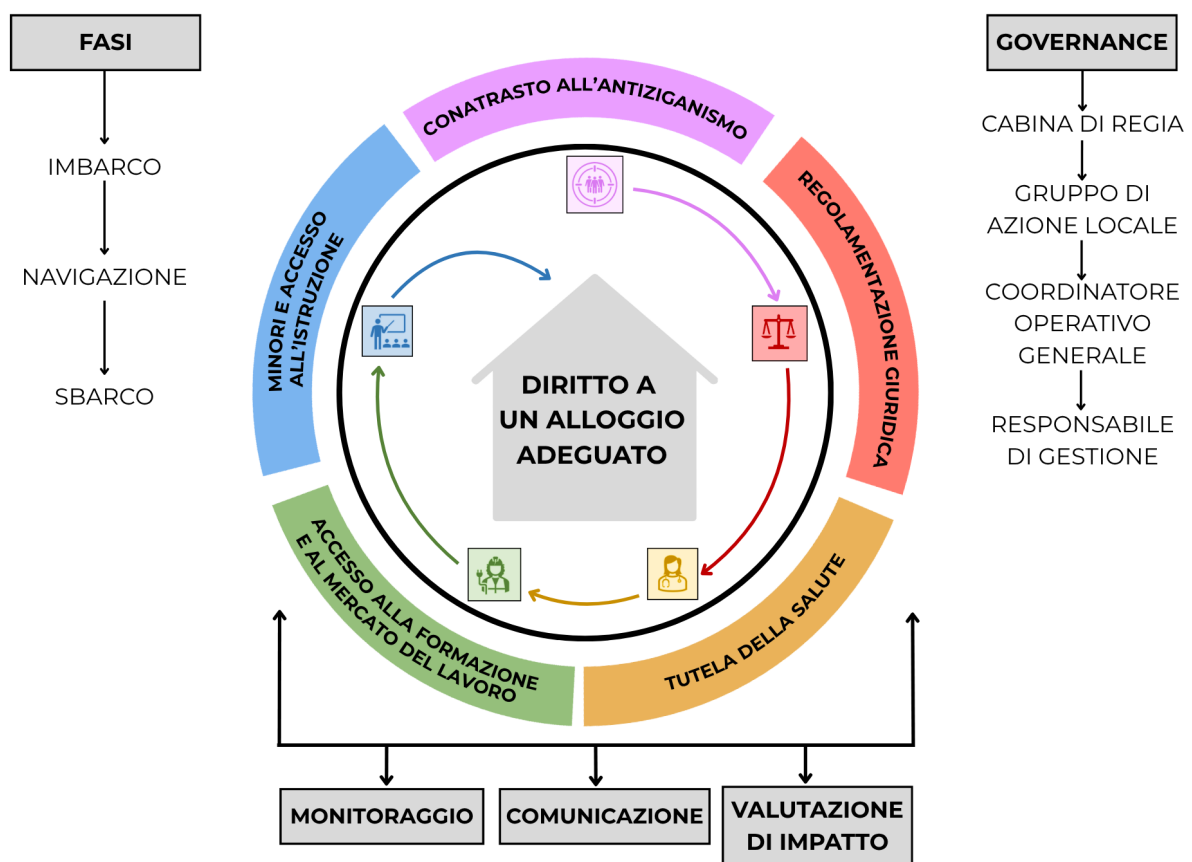 FASI
IMBARCO
NAVIGAZIONE
SBARCO
CONATRASTO ALL'ANTIZIGANISMO
REGOLAMENTAZIONE GIURIDICA
TUTELA DELLA SALUTE
ACCESSO ALLA FORMAZIONE
E AL MERCATO DEL LAVORO
MINORI E ACCESSO
ALL'ISTRUZIONE
DIRITTO A
UN ALLOGGIO
ADEGUATO
GOVERNANCE
CABINA DI REGIA
GRUPPO DI
AZIONE LOCALE
COORDINATORE
OPERATIVO
GENERALE
RESPONSABILE
DI GESTIONE
MONITORAGGIO
COMUNICAZIONE
VALUTAZIONE
DI IMPATTO